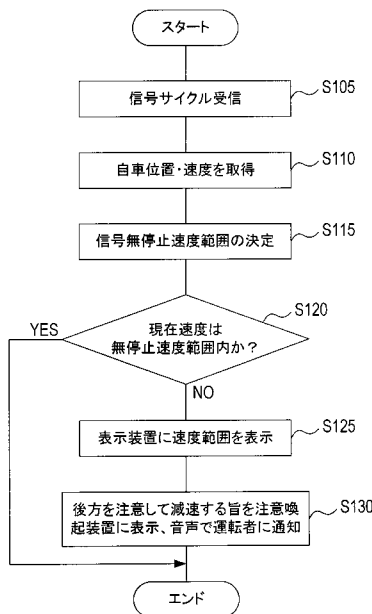 スタート
信号サイクル受信
S105
自車位置・速度を取得
S110
信号無停止速度範囲の決定
S115
現在速度は
無停止速度範囲内か?
S120
YES
NO
表示装置に速度範囲を表示
S125
後方を注意して減速する旨を注意喚
起装置に表示、音声で運転者に通知
S130
エンド